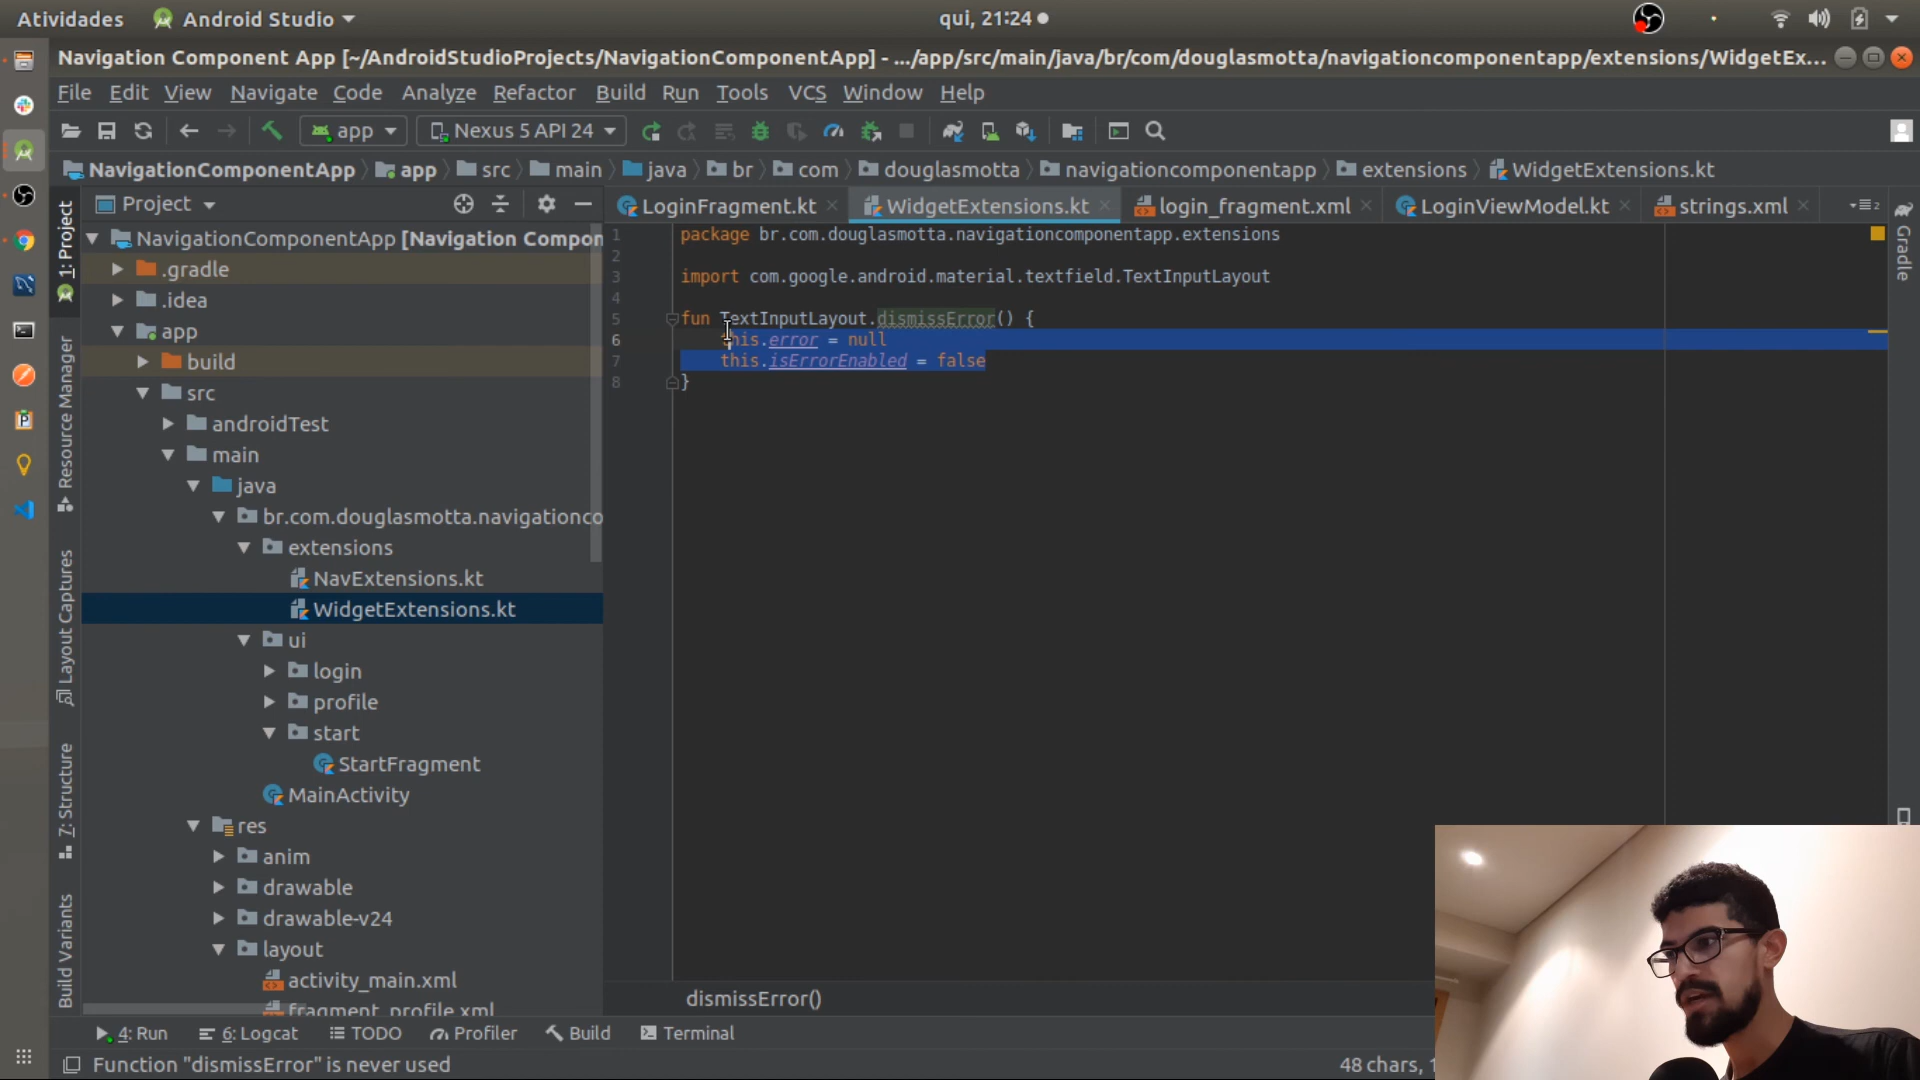 Atividades
Android Studio
qui, 21:24
Navigation Component App [~/AndroidStudioProjects/NavigationComponentApp] - .../app/src/main/java/br/com/douglasmotta/navigationcomponentapp/extensions/WidgetEx...
File Edit View Navigate Code Analyze Refactor Build Run Tools VCS Window Help
app
Nexus 5 API 24
NavigationComponentApp app src main java br com douglasmotta navigationcomponentapp extensions WidgetExtensions.kt
1: Project
Resource Manager
Layout Captures
7: Structure
Build Variants
Project
NavigationComponentApp [Navigation Compon
.gradle
.idea
app
build
src
androidTest
main
java
br.com.douglasmotta.navigationco
extensions
NavExtensions.kt
WidgetExtensions.kt
ui
login
profile
start
StartFragment
MainActivity
res
anim
drawable
drawable-v24
layout
activity_main.xml
fragment_profile.xml
LoginFragment.kt
WidgetExtensions.kt
login_fragment.xml
LoginViewModel.kt
strings.xml
2
1 package br.com.douglasmotta.navigationcomponentapp.extensions
2
3 import com.google.android.material.textfield.TextInputLayout
4
5 fun TextInputLayout.dismissError() {
6 this.error = null
7 this.isErrorEnabled = false
8 }
Gradle
dismissError()
4: Run
6: Logcat
TODO
Profiler
Build
Terminal
Function "dismissError" is never used
48 chars,